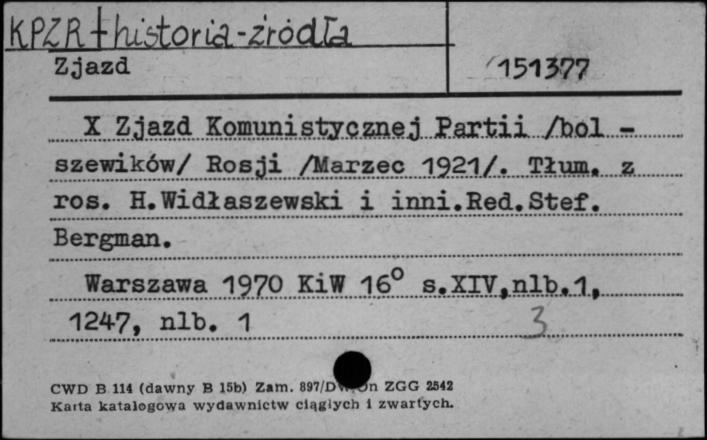 KPZR + historia - źródła
Zjazd 151377
X Zjazd Komunistycznej Partii /bol -
szewików/ Rosji /Marzec 1921/. Tłum. z
ros. H.Widłaszewski i inni.Red.Stef.
Bergman.
Warszawa 1970 KiW 16° s.XIV,nlb.1,
1247, nlb. 1 3
CWD B 114 (dawny B 15b) Zam. 897/ ZGG 2542
Karta katalogowa wydawnictw ciągłych i zwartych.